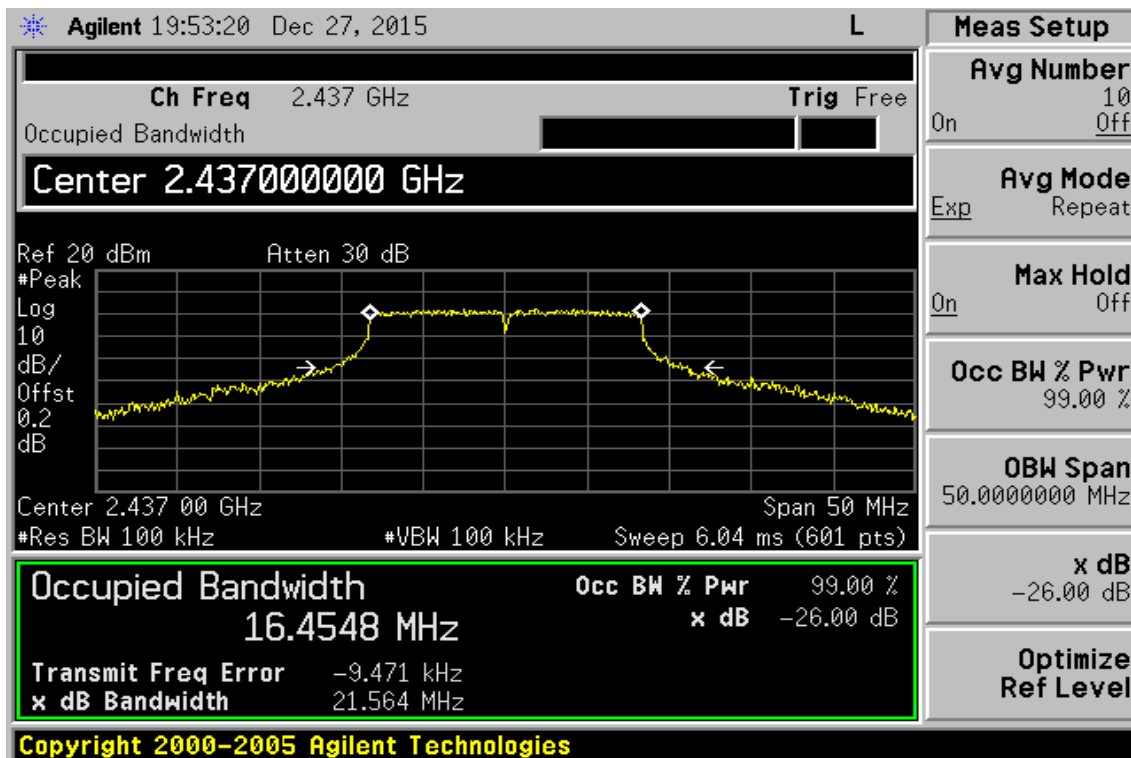 Agilent 19:53:20 Dec 27, 2015 L
Meas Setup
Ch Freq 2.437 GHz Trig Free
Occupied Bandwidth
Center 2.437000000 GHz
Ref 20 dBm Atten 30 dB
#Peak
Log
10
dB/
Offst
0.2
dB
Center 2.437 00 GHz Span 50 MHz
#Res BW 100 kHz #VBW 100 kHz Sweep 6.04 ms (601 pts)
Occupied Bandwidth Occ BW % Pwr 99.00 %
16.4548 MHz x dB -26.00 dB
Transmit Freq Error -9.471 kHz
x dB Bandwidth 21.564 MHz
Avg Number
10
On Off
Avg Mode
Exp Repeat
Max Hold
On Off
Occ BW % Pwr
99.00 %
OBW Span
50.0000000 MHz
x dB
-26.00 dB
Optimize
Ref Level
Copyright 2000-2005 Agilent Technologies